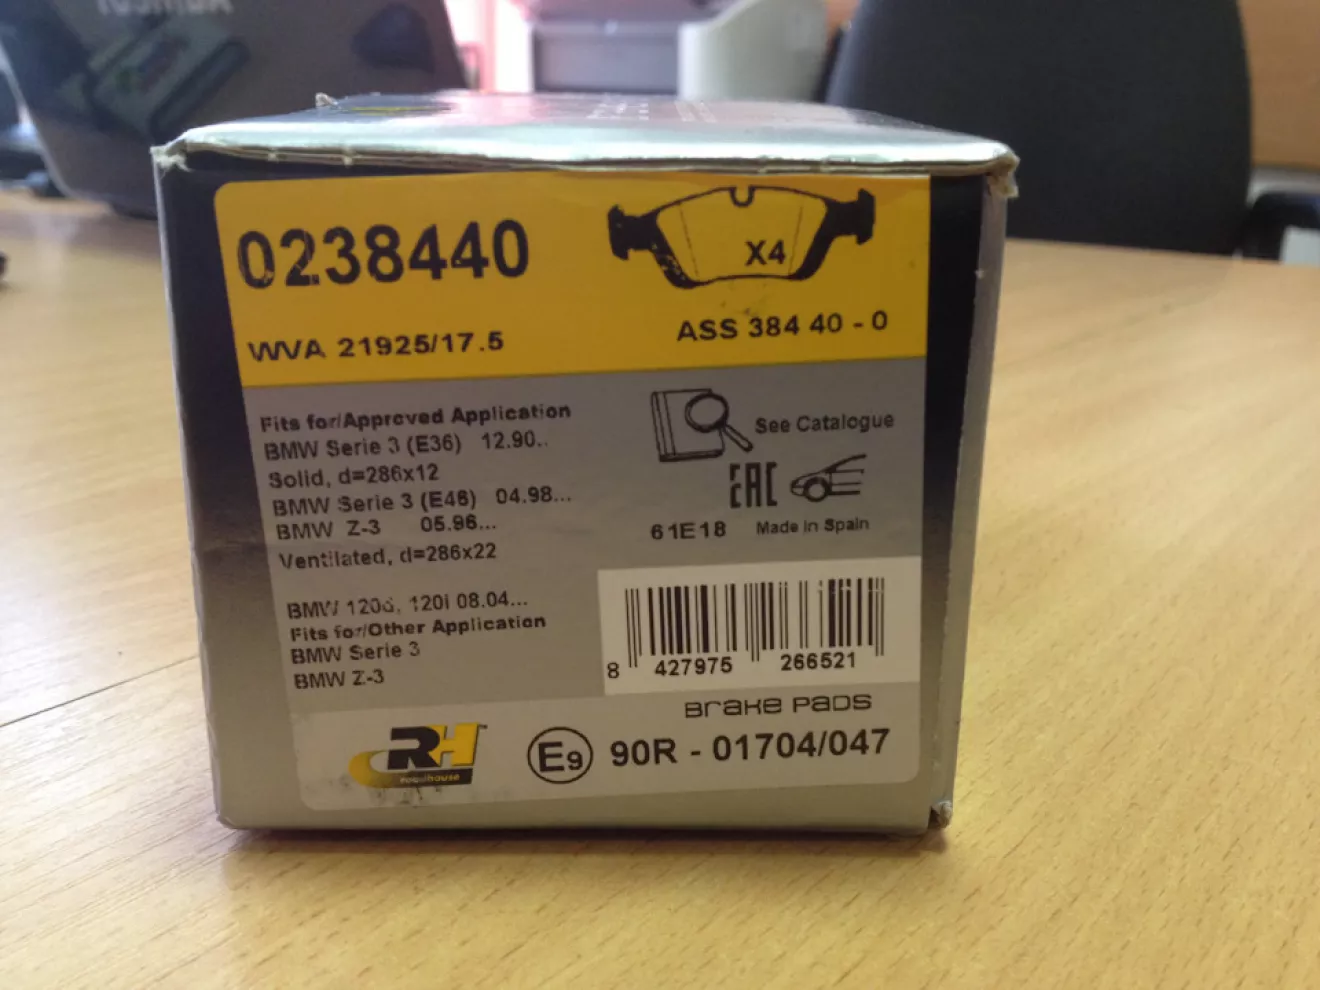 TOSHIBA
0238440
X4
WVA 21925/17.5
ASS 384 40 - 0
Fits for/Approved Application
BMW Serie 3 (E36) 12.90..
Solid, d=286x12
BMW Serie 3 (E46) 04.98...
BMW Z-3 05.96...
Ventilated, d=286x22
BMW 120d, 120i 08.04...
Fits for/Other Application
BMW Serie 3
BMW Z-3
See Catalogue
EAC
61E18 Made in Spain
8 427975 266521
Brake Pads
RH
roadhouse
E9 90R - 01704/047